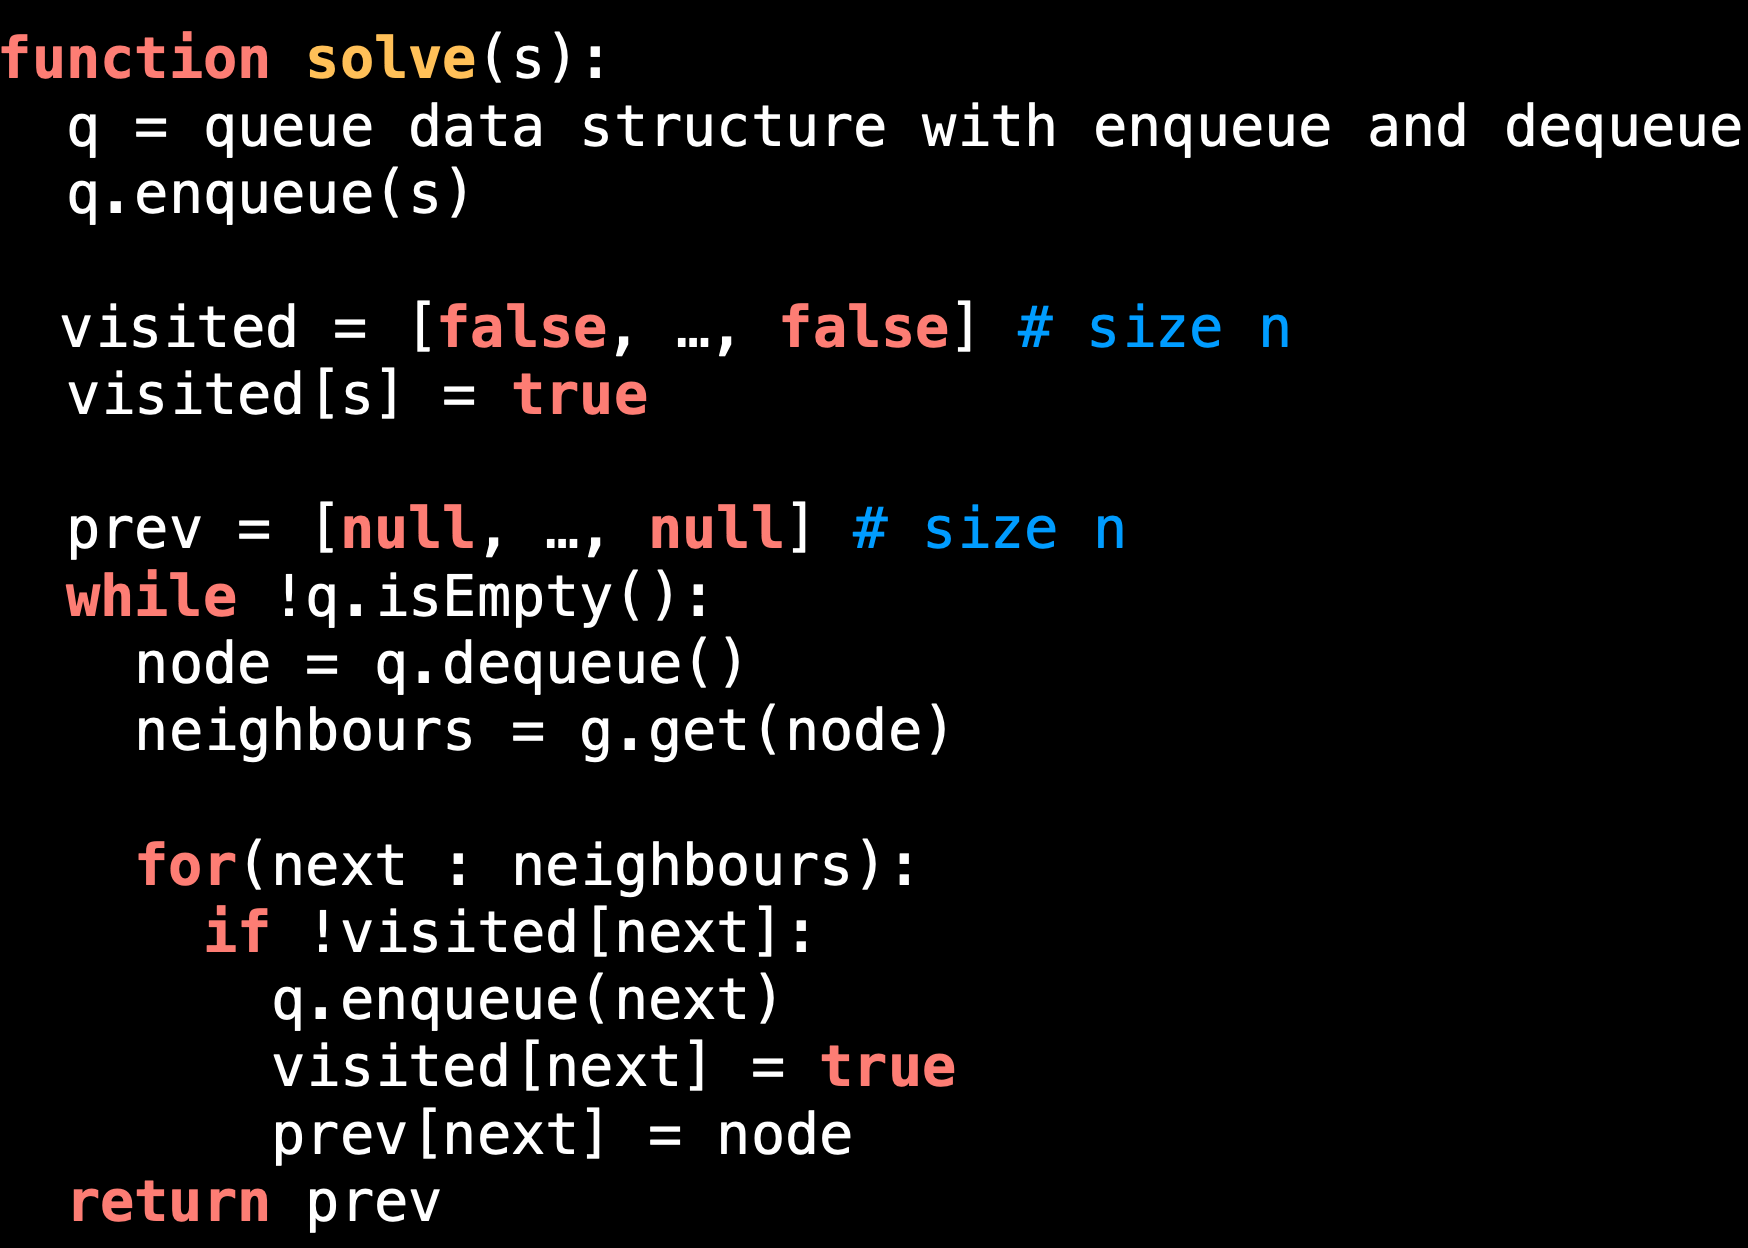 function solve(s):
  q = queue data structure with enqueue and dequeue
  q.enqueue(s)

  visited = [false, …, false] # size n
  visited[s] = true

  prev = [null, …, null] # size n
  while !q.isEmpty():
    node = q.dequeue()
    neighbours = g.get(node)

    for(next : neighbours):
      if !visited[next]:
        q.enqueue(next)
        visited[next] = true
        prev[next] = node
  return prev